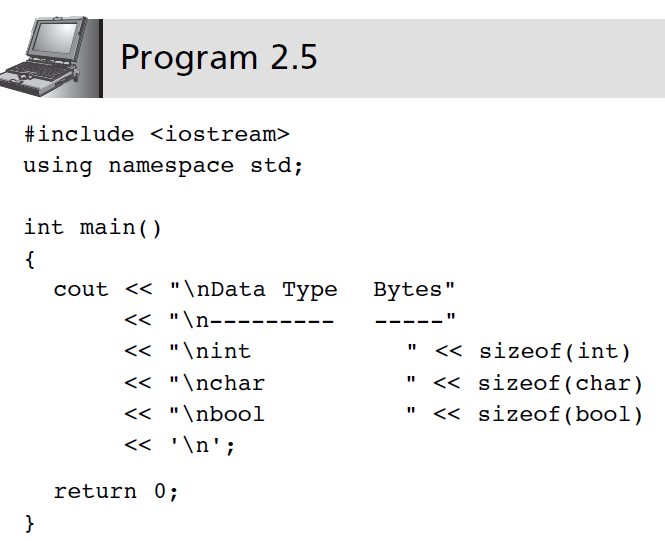 Program 2.5
#include <iostream>
using namespace std;
int main()
{
cout << "\nData Type  Bytes"
<< "\n---------  -----"
<< "\nint           " << sizeof(int)
<< "\nchar          " << sizeof(char)
<< "\nbool          " << sizeof(bool)
<< '\n';
return 0;
}